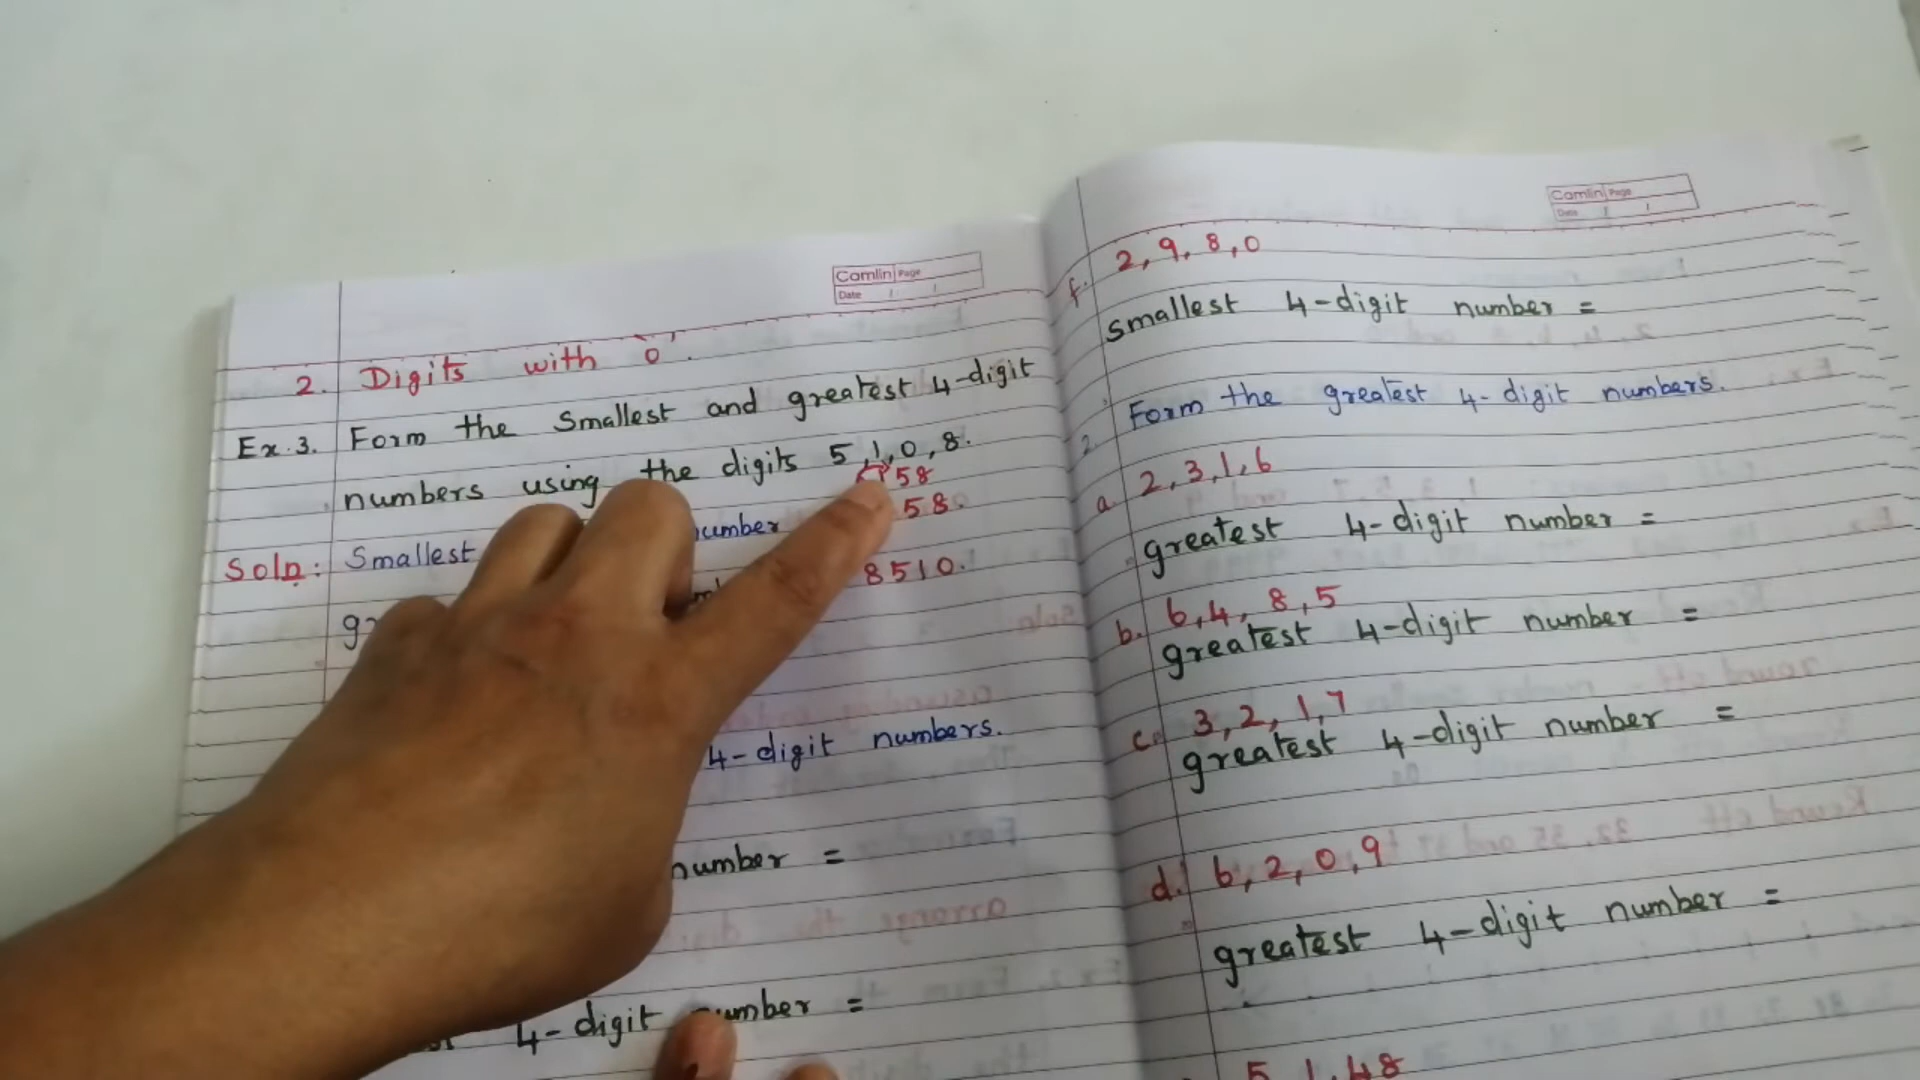 Camlin Page
Date / /
2. Digits with '0'.
Ex.3. Form the Smallest and greatest 4-digit
numbers using the digits 5,1,0,8.
58
Soln: Smallest number 58.
8510.
4-digit numbers.
number =
4-digit number =
Camlin Page
Date / /
f. 2,9,8,0
Smallest 4-digit number =
2. Form the greatest 4-digit numbers.
a. 2,3,1,6
greatest 4-digit number =
b. 6,4,8,5
greatest 4-digit number =
c. 3,2,1,7
greatest 4-digit number =
d. 6,2,0,9
greatest 4-digit number =